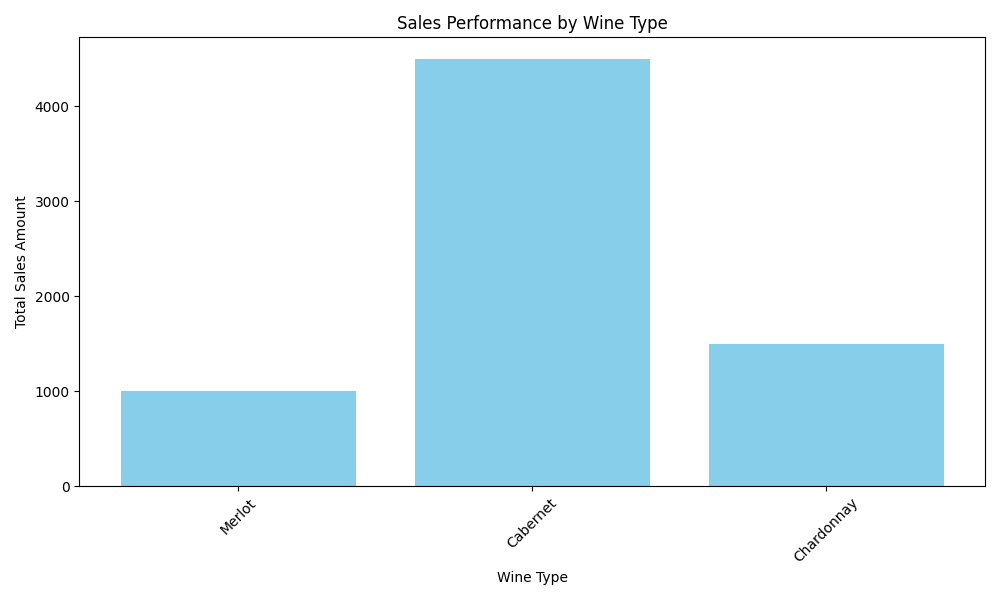 Sales Performance by Wine Type
Total Sales Amount
4000
3000
2000
1000
0
Merlot
Cabernet
Chardonnay
Wine Type